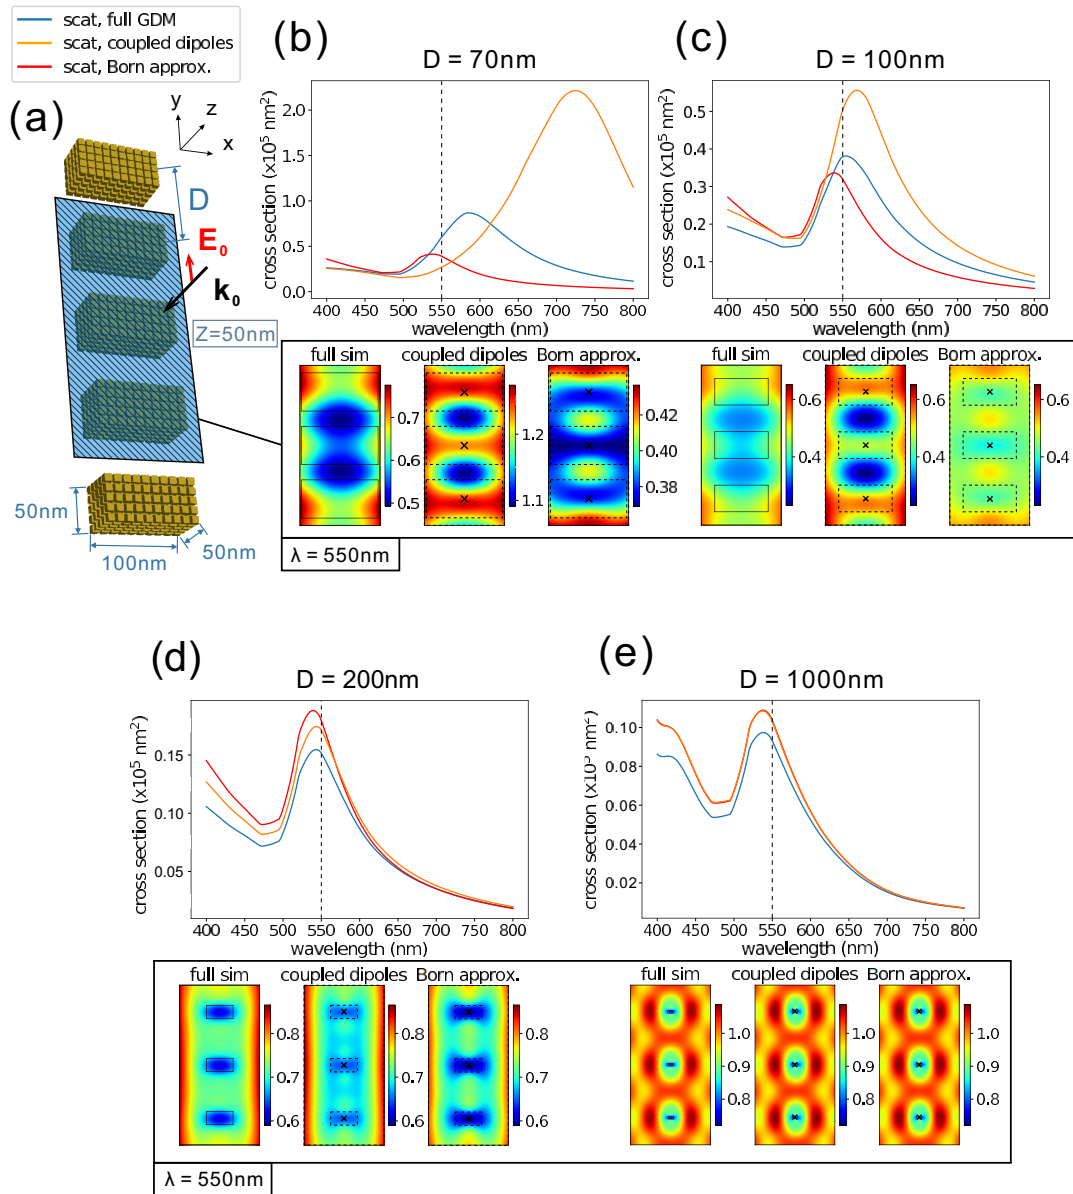 scat, full GDM
scat, coupled dipoles
scat, Born approx.
(a)
y
z
x
D
E₀
k₀
Z=50nm
50nm
100nm
50nm
(b)
D = 70nm
cross section (x10⁵ nm²)
2.0
1.5
1.0
0.5
0.0
400 450 500 550 600 650 700 750 800
wavelength (nm)
(c)
D = 100nm
cross section (x10⁵ nm²)
0.5
0.4
0.3
0.2
0.1
400 450 500 550 600 650 700 750 800
wavelength (nm)
full sim coupled dipoles Born approx.
0.7
0.6
0.5
1.2
1.1
0.42
0.40
0.38
full sim coupled dipoles Born approx.
0.6
0.4
0.6
0.4
0.6
0.4
λ = 550nm
(d)
D = 200nm
cross section (x10⁵ nm²)
0.15
0.10
0.05
400 450 500 550 600 650 700 750 800
wavelength (nm)
(e)
D = 1000nm
cross section (x10⁵ nm²)
0.10
0.08
0.06
0.04
0.02
400 450 500 550 600 650 700 750 800
wavelength (nm)
full sim coupled dipoles Born approx.
0.8
0.7
0.6
0.8
0.7
0.6
0.8
0.7
0.6
full sim coupled dipoles Born approx.
1.0
0.9
0.8
1.0
0.9
0.8
1.0
0.9
0.8
λ = 550nm